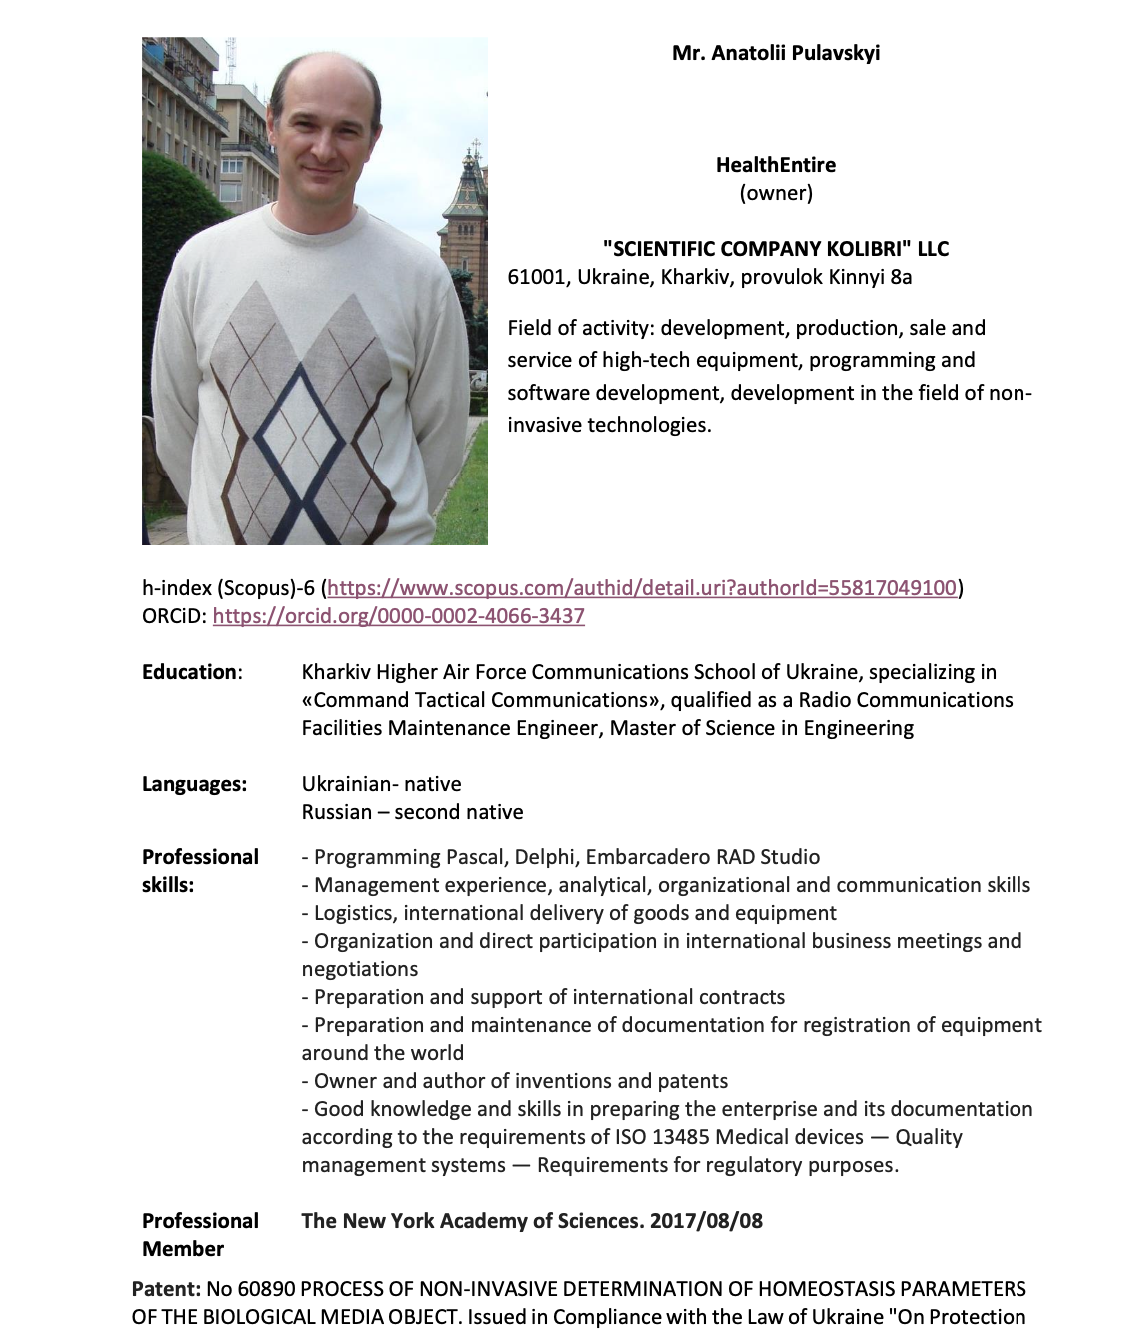 Mr. Anatolii Pulavskyi
HealthEntire
(owner)
"SCIENTIFIC COMPANY KOLIBRI" LLC
61001, Ukraine, Kharkiv, provulok Kinnyi 8a
Field of activity: development, production, sale and
service of high-tech equipment, programming and
software development, development in the field of non-
invasive technologies.
h-index (Scopus)-6 (https://www.scopus.com/authid/detail.uri?authorId=55817049100)
ORCiD: https://orcid.org/0000-0002-4066-3437
Education: Kharkiv Higher Air Force Communications School of Ukraine, specializing in
«Command Tactical Communications», qualified as a Radio Communications
Facilities Maintenance Engineer, Master of Science in Engineering
Languages: Ukrainian- native
Russian – second native
Professional skills: - Programming Pascal, Delphi, Embarcadero RAD Studio
- Management experience, analytical, organizational and communication skills
- Logistics, international delivery of goods and equipment
- Organization and direct participation in international business meetings and
negotiations
- Preparation and support of international contracts
- Preparation and maintenance of documentation for registration of equipment
around the world
- Owner and author of inventions and patents
- Good knowledge and skills in preparing the enterprise and its documentation
according to the requirements of ISO 13485 Medical devices — Quality
management systems — Requirements for regulatory purposes.
Professional Member The New York Academy of Sciences. 2017/08/08
Patent: No 60890 PROCESS OF NON-INVASIVE DETERMINATION OF HOMEOSTASIS PARAMETERS
OF THE BIOLOGICAL MEDIA OBJECT. Issued in Compliance with the Law of Ukraine "On Protection